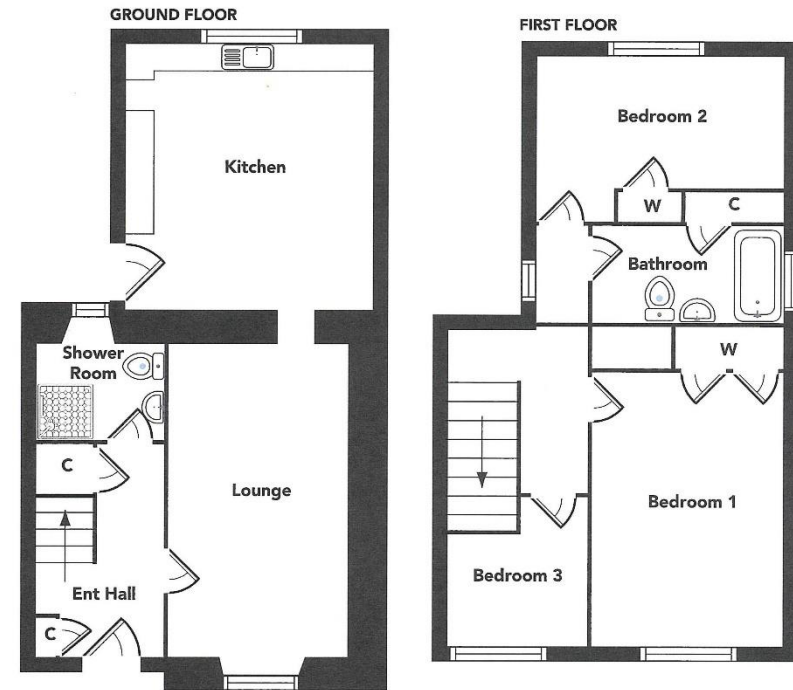 GROUND FLOOR
Kitchen
Shower
Room
C
Lounge
Ent Hall
C
FIRST FLOOR
Bedroom 2
W
C
Bathroom
W
Bedroom 1
Bedroom 3